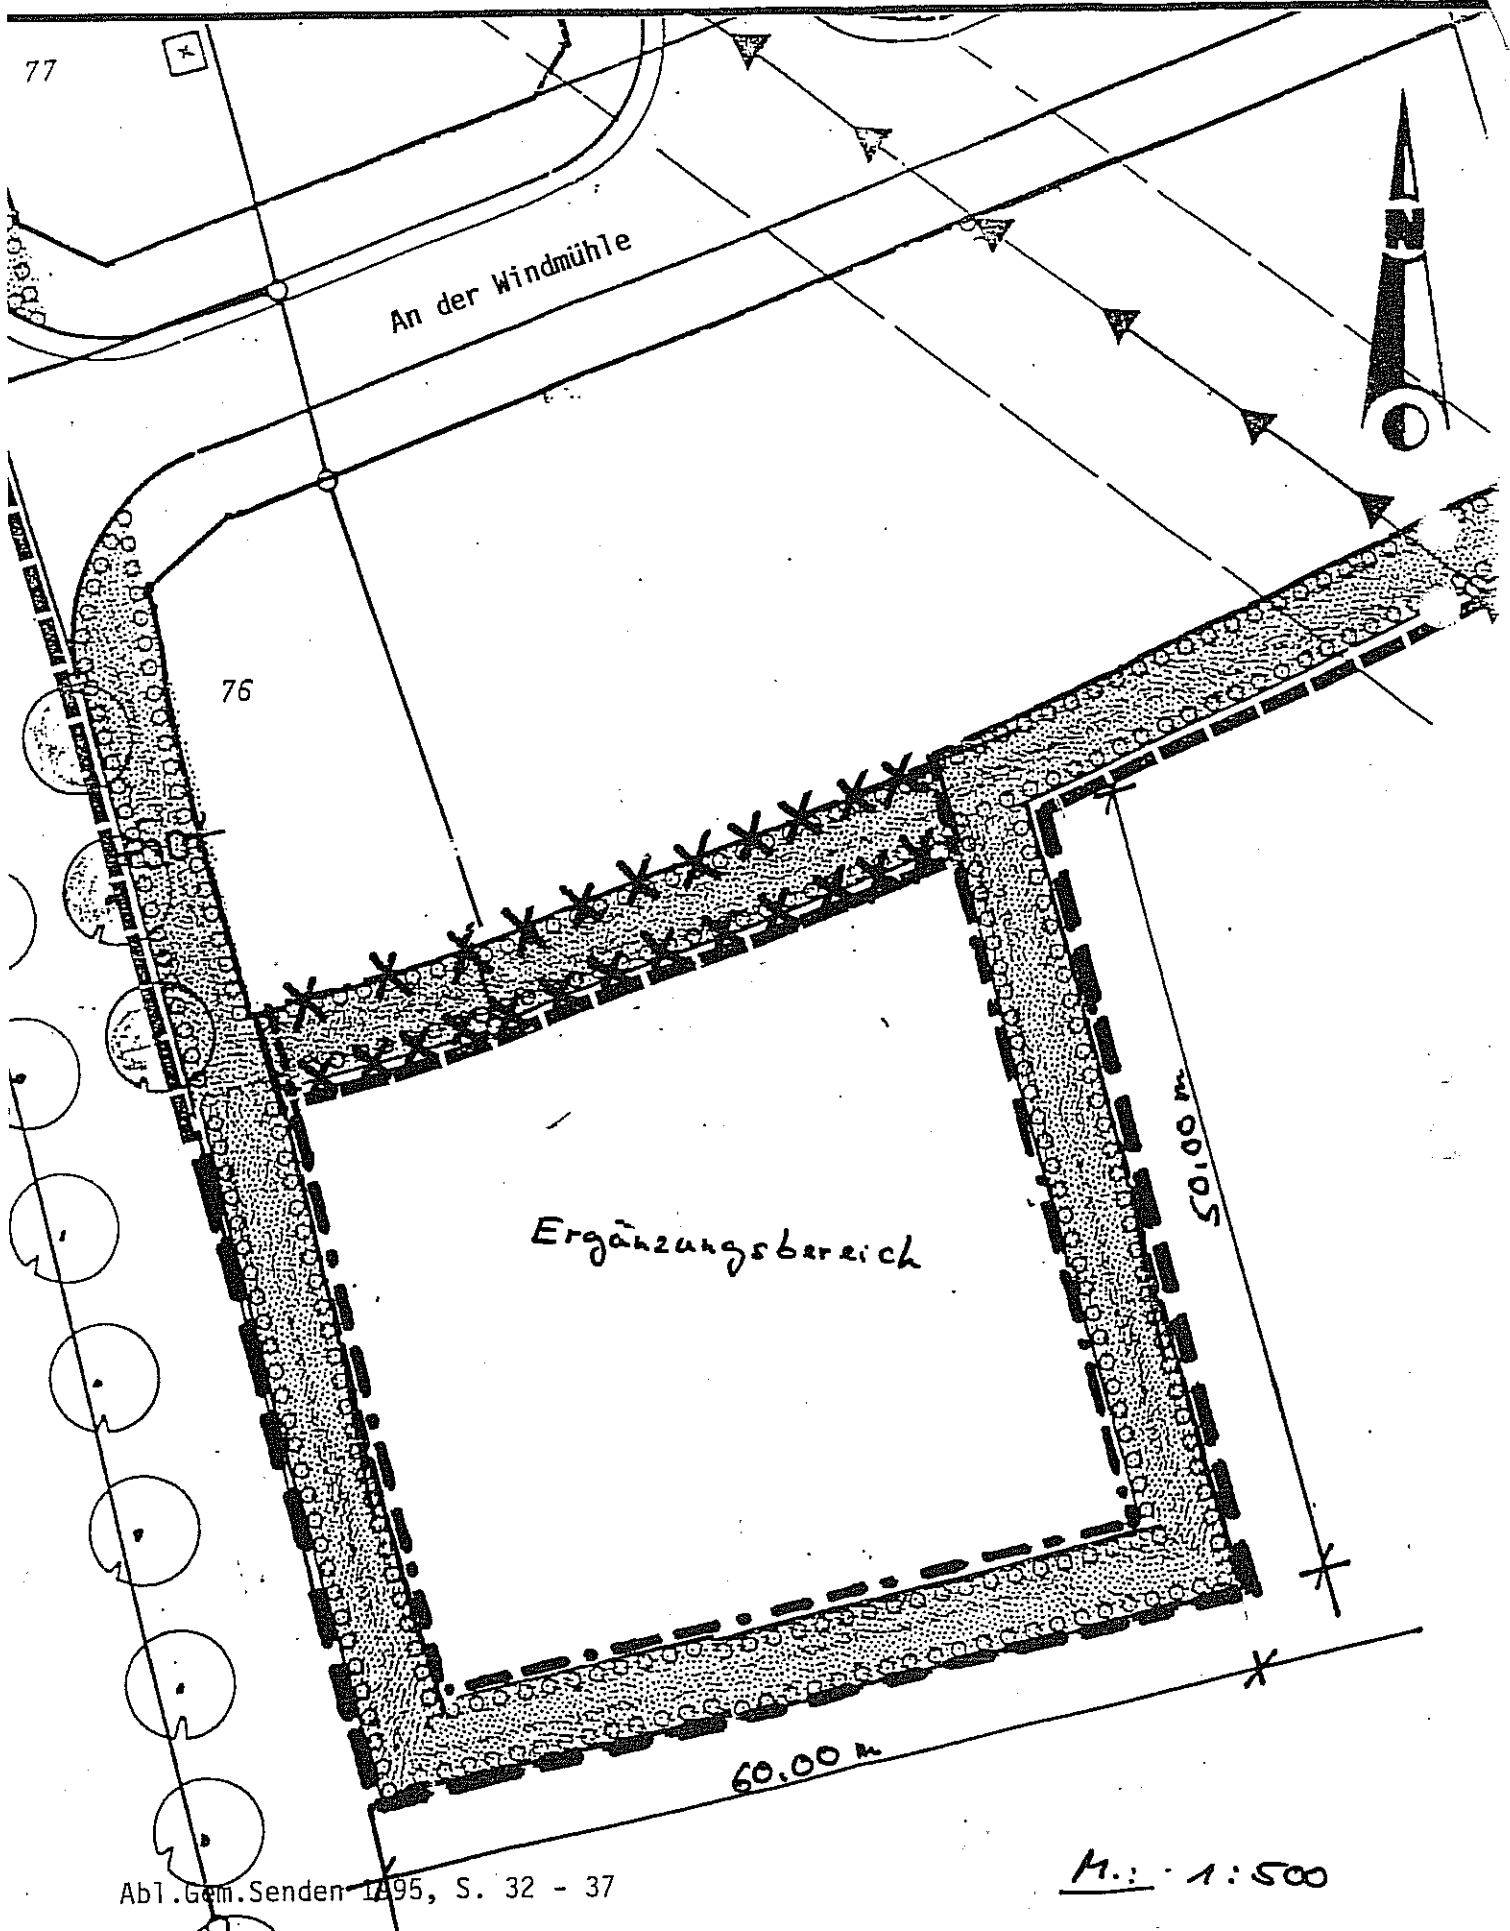 77
An der Windmühle
N
76
50.00 m
Ergänzungsbereich
60.00 m
Abl.Gem.Senden 1995, S. 32 - 37
M.: 1:500